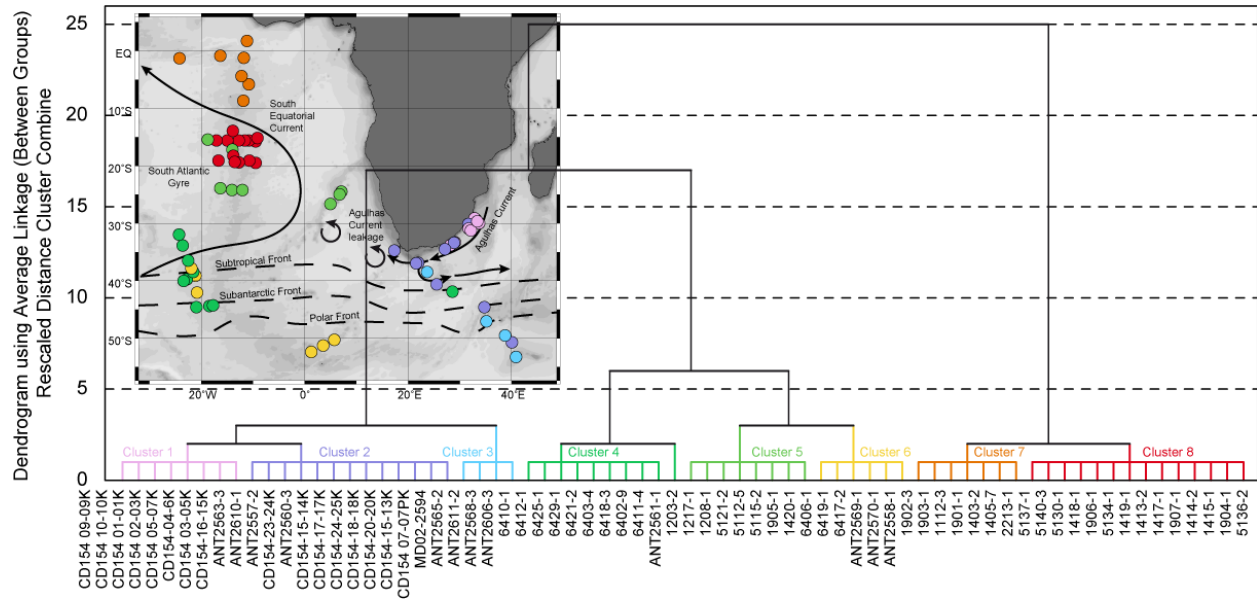 Dendrogram using Average Linkage (Between Groups)
Rescaled Distance Cluster Combine
25
20
15
10
5
0
EQ
10°S
20°S
30°S
40°S
50°S
20°W
0°
20°E
40°E
South
Equatorial
Current
South Atlantic
Gyre
Agulhas
Current
leakage
Agulhas Current
Subtropical Front
Subantarctic Front
Polar Front
Cluster 1
Cluster 2
Cluster 3
Cluster 4
Cluster 5
Cluster 6
Cluster 7
Cluster 8
CD154 09-09K
CD154 10-10K
CD154 01-01K
CD154 02-03K
CD154 05-07K
CD154-04-6K
CD154 03-05K
CD154-16-15K
ANT2563-3
ANT2610-1
ANT2557-2
CD154-23-24K
ANT2560-3
CD154-15-14K
CD154-17-17K
CD154-24-25K
CD154-18-18K
CD154-20-20K
CD154-15-13K
CD154 07-07PK
MD02-2594
ANT2565-2
ANT2611-2
ANT2568-3
ANT2606-3
6410-1
6412-1
6425-1
6429-1
6421-2
6403-4
6418-3
6402-9
6411-4
ANT2561-1
1203-2
1217-1
1208-1
5121-2
5112-5
5115-2
1905-1
6406-1
6419-1
6417-2
ANT2569-1
ANT2570-1
ANT2558-1
1902-3
1903-1
1112-3
1901-1
1403-2
1405-7
2213-1
5137-1
5140-3
5130-1
1418-1
1906-1
5134-1
1419-1
1413-2
1417-1
1907-1
1414-2
1415-1
1904-1
5136-2